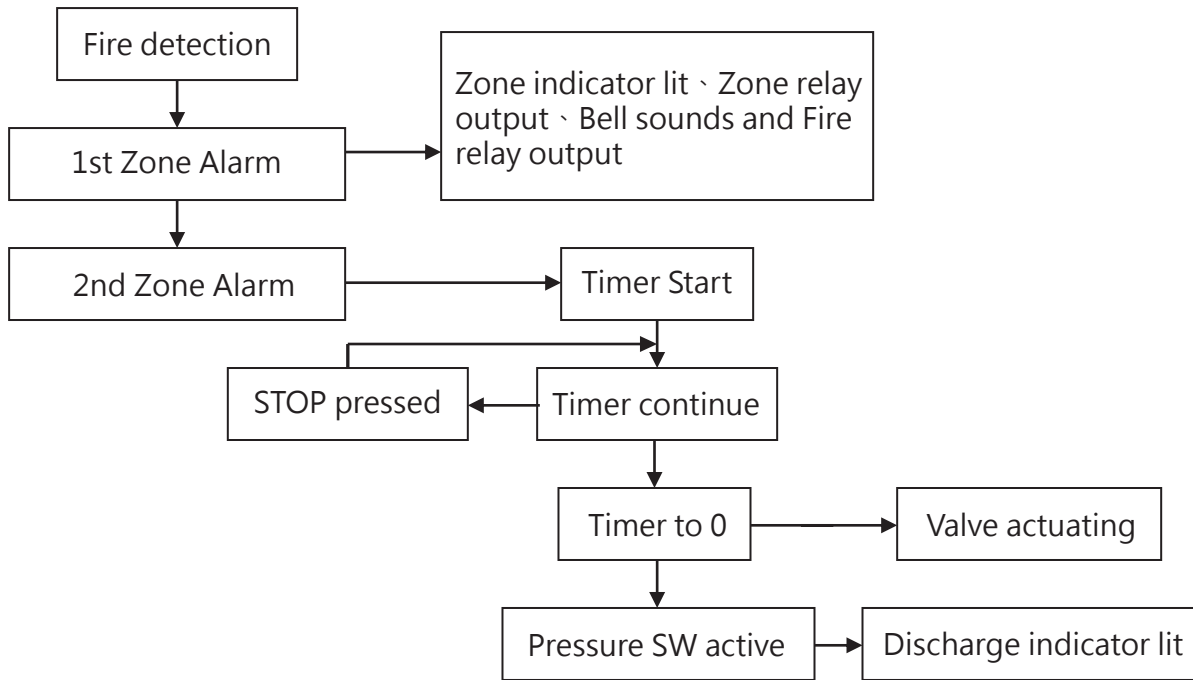 Fire detection
Zone indicator lit、Zone relay
output、Bell sounds and Fire
relay output
1st Zone Alarm
2nd Zone Alarm
Timer Start
STOP pressed
Timer continue
Timer to 0
Valve actuating
Pressure SW active
Discharge indicator lit